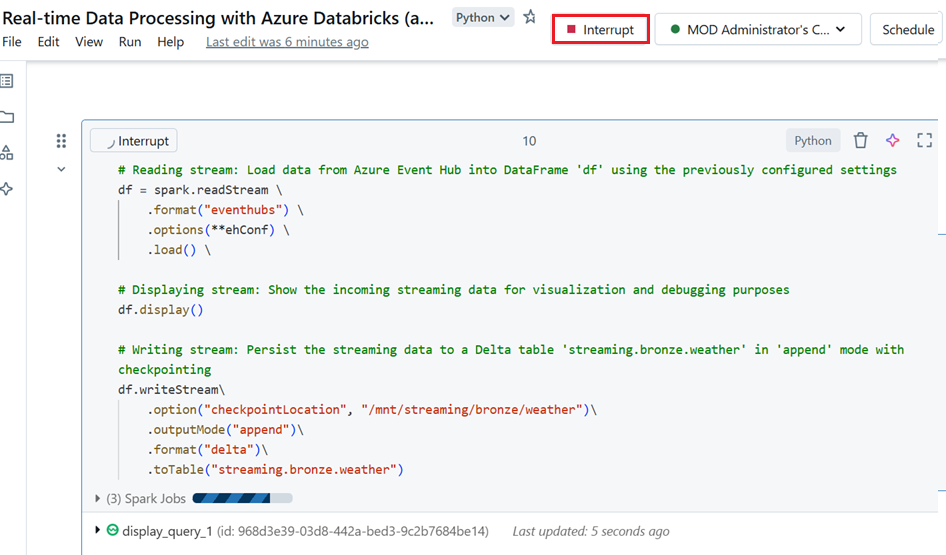 Real-time Data Processing with Azure Databricks (a...
Python
Interrupt
MOD Administrator's C...
Schedule
File Edit View Run Help Last edit was 6 minutes ago
Interrupt
10
Python
# Reading stream: Load data from Azure Event Hub into DataFrame 'df' using the previously configured settings
df = spark.readStream \
.format("eventhubs") \
.options(**ehConf) \
.load() \
# Displaying stream: Show the incoming streaming data for visualization and debugging purposes
df.display()
# Writing stream: Persist the streaming data to a Delta table 'streaming.bronze.weather' in 'append' mode with
checkpointing
df.writeStream\
.option("checkpointLocation", "/mnt/streaming/bronze/weather")\
.outputMode("append")\
.format("delta")\
.toTable("streaming.bronze.weather")
(3) Spark Jobs
display_query_1 (id: 968d3e39-03d8-442a-bed3-9c2b7684be14) Last updated: 5 seconds ago